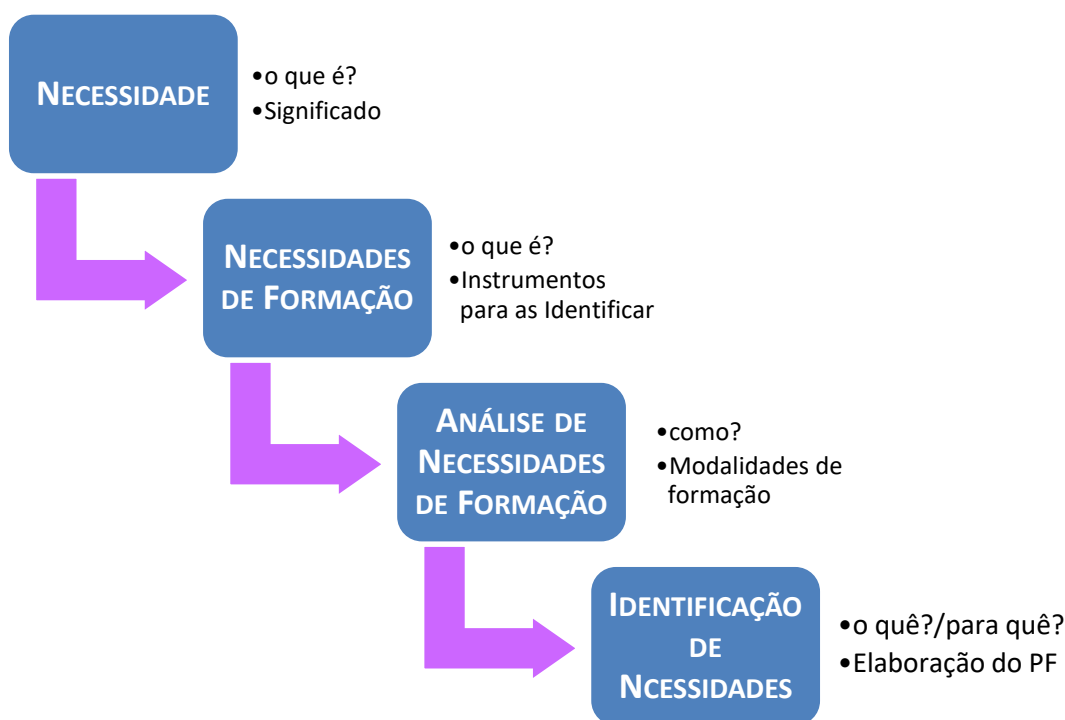 NECESSIDADE
•o que é?
•Significado
NECESSIDADES
DE FORMAÇÃO
•o que é?
•Instrumentos
para as Identificar
ANÁLISE DE
NECESSIDADES
DE FORMAÇÃO
•como?
•Modalidades de
formação
IDENTIFICAÇÃO
DE
NCESSIDADES
•o quê?/para quê?
•Elaboração do PF